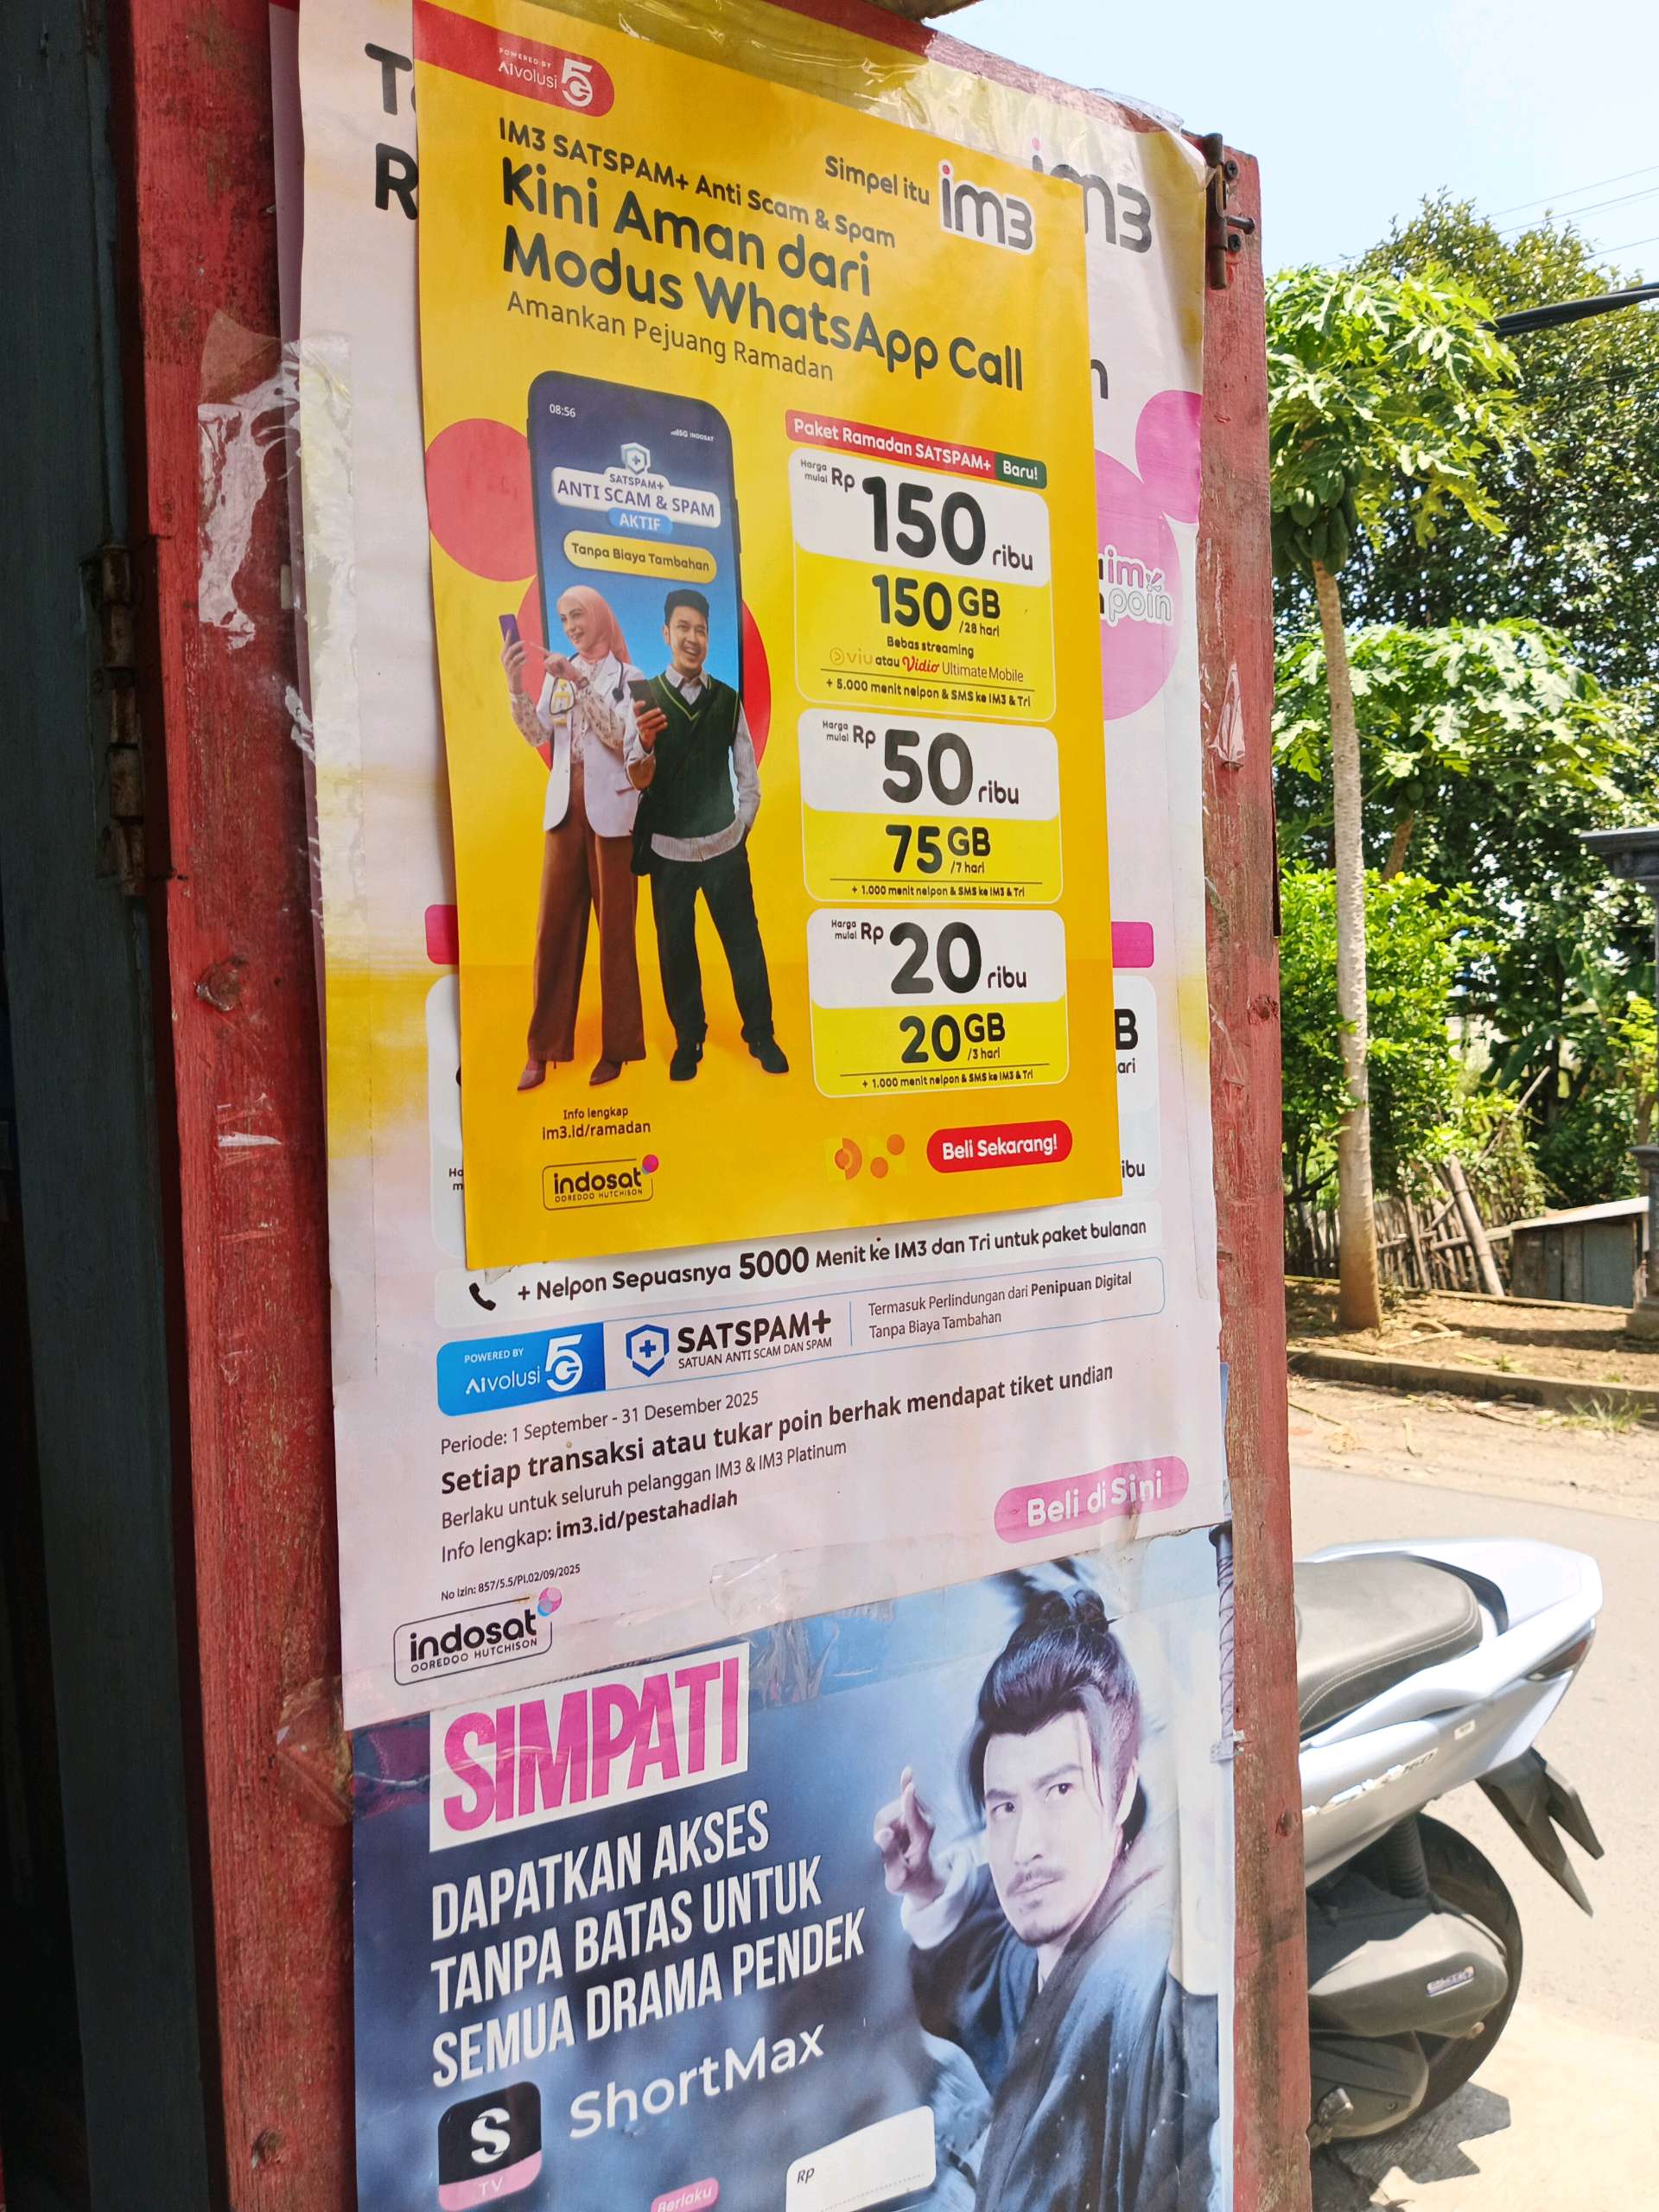 POWERED BY
AIvolusi 5G
IM3 SATSPAM+ Anti Scam & Spam
Simpel itu im3
Kini Aman dari
Modus WhatsApp Call
Amankan Pejuang Ramadan
08:56
5G INDOSAT
SATSPAM+
ANTI SCAM & SPAM
AKTIF
Tanpa Biaya Tambahan
Paket Ramadan SATSPAM+ Baru!
Harga mulai Rp 150 ribu
150 GB /28 hari
Bebas streaming
viu atau Vidio Ultimate Mobile
+ 5.000 menit nelpon & SMS ke IM3 & Tri
Harga mulai Rp 50 ribu
75 GB /7 hari
+ 1.000 menit nelpon & SMS ke IM3 & Tri
Harga mulai Rp 20 ribu
20 GB /3 hari
+ 1.000 menit nelpon & SMS ke IM3 & Tri
Info lengkap
im3.id/ramadan
Beli Sekarang!
indosat
OOREDOO HUTCHISON
im3
im
poin
+ Nelpon Sepuasnya 5000 Menit ke IM3 dan Tri untuk paket bulanan
POWERED BY
AIvolusi 5G
SATSPAM+
SATUAN ANTI SCAM DAN SPAM
Termasuk Perlindungan dari Penipuan Digital
Tanpa Biaya Tambahan
Periode: 1 September - 31 Desember 2025
Setiap transaksi atau tukar poin berhak mendapat tiket undian
Berlaku untuk seluruh pelanggan IM3 & IM3 Platinum
Info lengkap: im3.id/pestahadiah
Beli di Sini
No Izin: 857/5.5/PI.02/09/2025
indosat
OOREDOO HUTCHISON
SIMPATI
DAPATKAN AKSES
TANPA BATAS UNTUK
SEMUA DRAMA PENDEK
S
TV
ShortMax
Rp
Berlaku